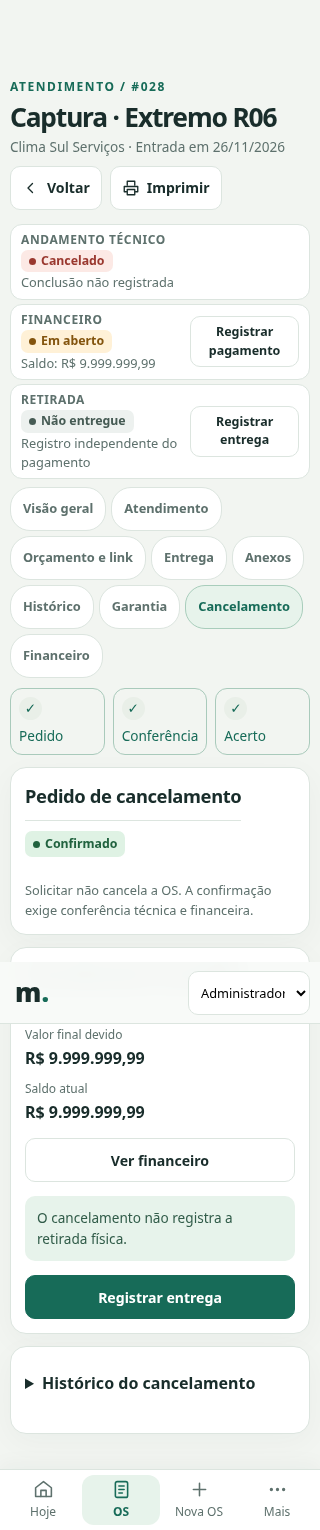 ATENDIMENTO / #028
Captura · Extremo R06
Clima Sul Serviços · Entrada em 26/11/2026
Voltar
Imprimir
ANDAMENTO TÉCNICO
Cancelado
Conclusão não registrada
FINANCEIRO
Em aberto
Saldo: R$ 9.999.999,99
Registrar
pagamento
RETIRADA
Não entregue
Registro independente do
pagamento
Registrar
entrega
Visão geral
Atendimento
Orçamento e link
Entrega
Anexos
Histórico
Garantia
Cancelamento
Financeiro
✓
✓
✓
Pedido
Conferência
Acerto
Pedido de cancelamento
Confirmado
Solicitar não cancela a OS. A confirmação
exige conferência técnica e financeira.
m.
Administrador
Valor final devido
R$ 9.999.999,99
Saldo atual
R$ 9.999.999,99
Ver financeiro
O cancelamento não registra a
retirada física.
Registrar entrega
Histórico do cancelamento
Hoje
OS
Nova OS
Mais